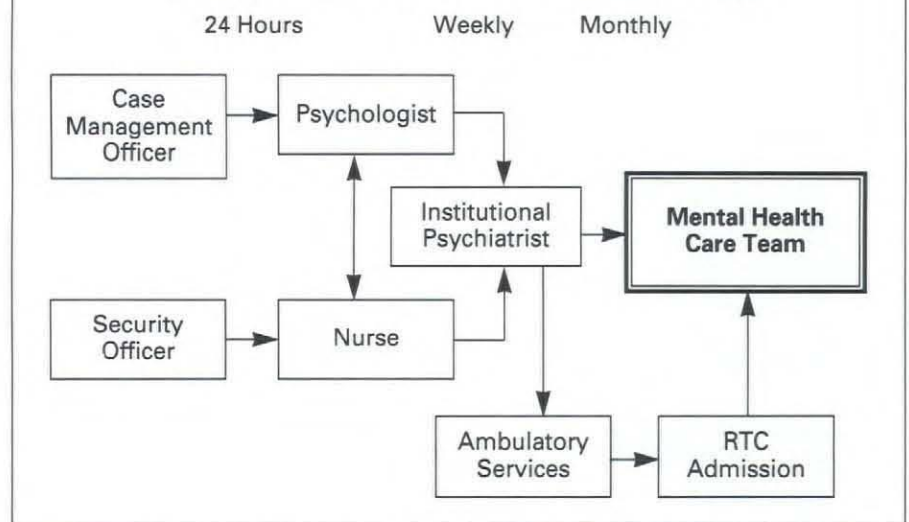 24 Hours Weekly Monthly
Case
Management
Officer
Psychologist
Institutional
Psychiatrist
Mental Health
Care Team
Security
Officer
Nurse
Ambulatory
Services
RTC
Admission